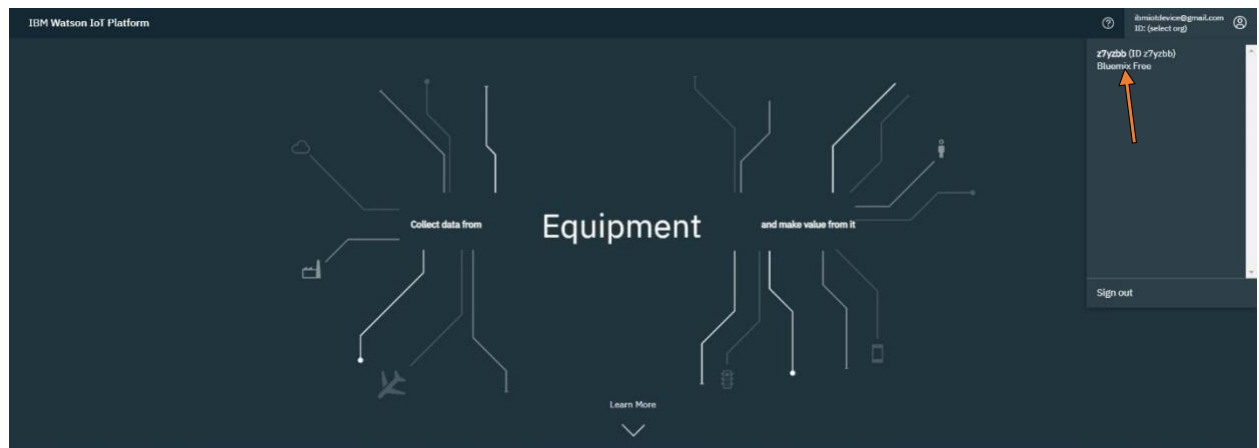 IBM Watson IoT Platform
ibmiotdevice@gmail.com
ID: (select org)
z7yzbb (ID z7yzbb)
Bluemix Free
Collect data from
Equipment
and make value from it
Sign out
Learn More